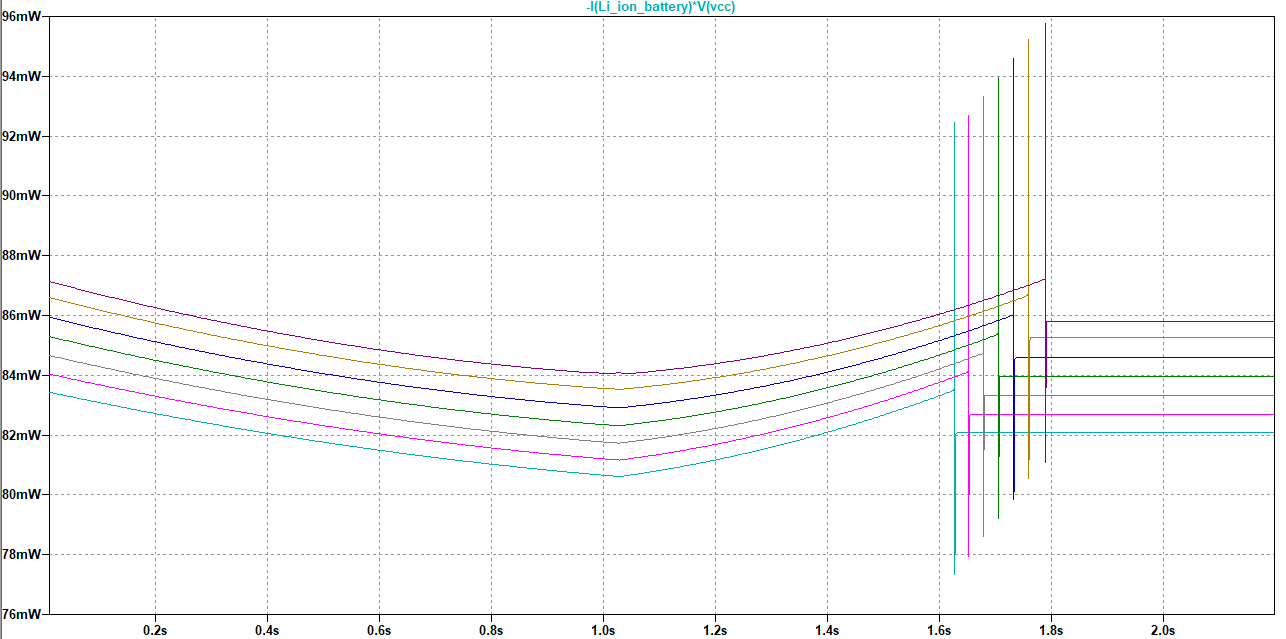 -I(Li_ion_battery)*V(vcc)
96mW
94mW
92mW
90mW
88mW
86mW
84mW
82mW
80mW
78mW
76mW
0.2s 0.4s 0.6s 0.8s 1.0s 1.2s 1.4s 1.6s 1.8s 2.0s